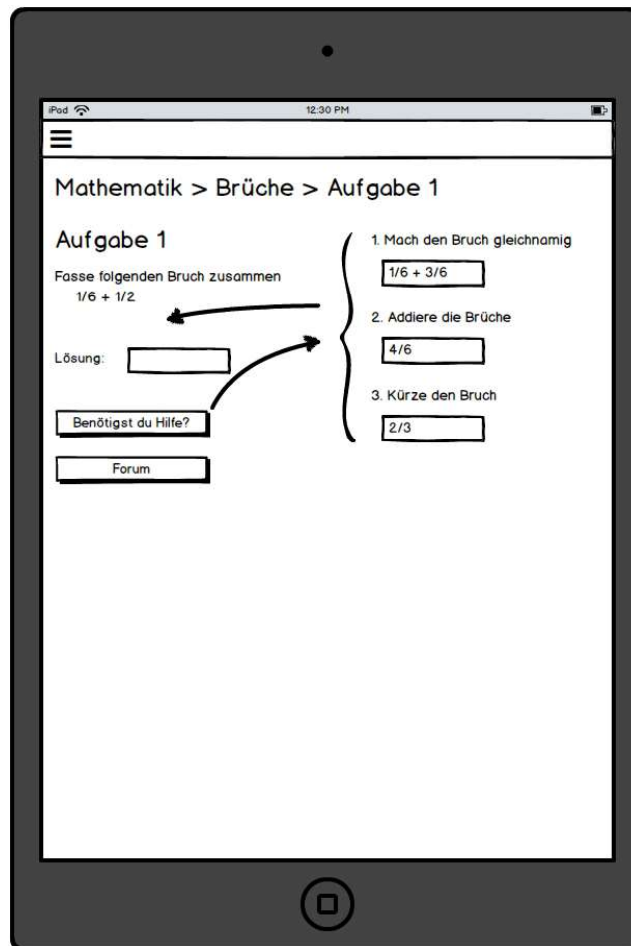 iPod 12:30 PM
Mathematik > Brüche > Aufgabe 1
Aufgabe 1
Fasse folgenden Bruch zusammen
1/6 + 1/2
Lösung:
Benötigst du Hilfe?
Forum
1. Mach den Bruch gleichnamig
1/6 + 3/6
2. Addiere die Brüche
4/6
3. Kürze den Bruch
2/3